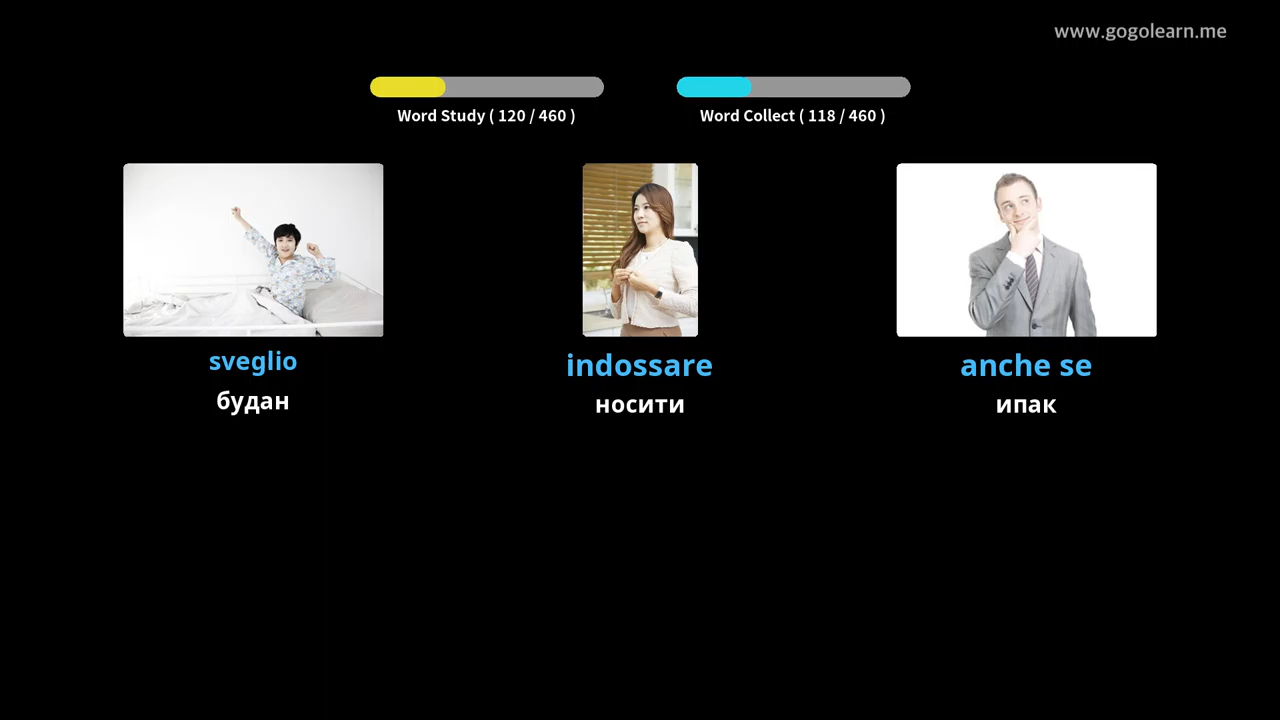 www.gogolearn.me
Word Study ( 120 / 460 )
Word Collect ( 118 / 460 )
sveglio
будан
indossare
носити
anche se
ипак